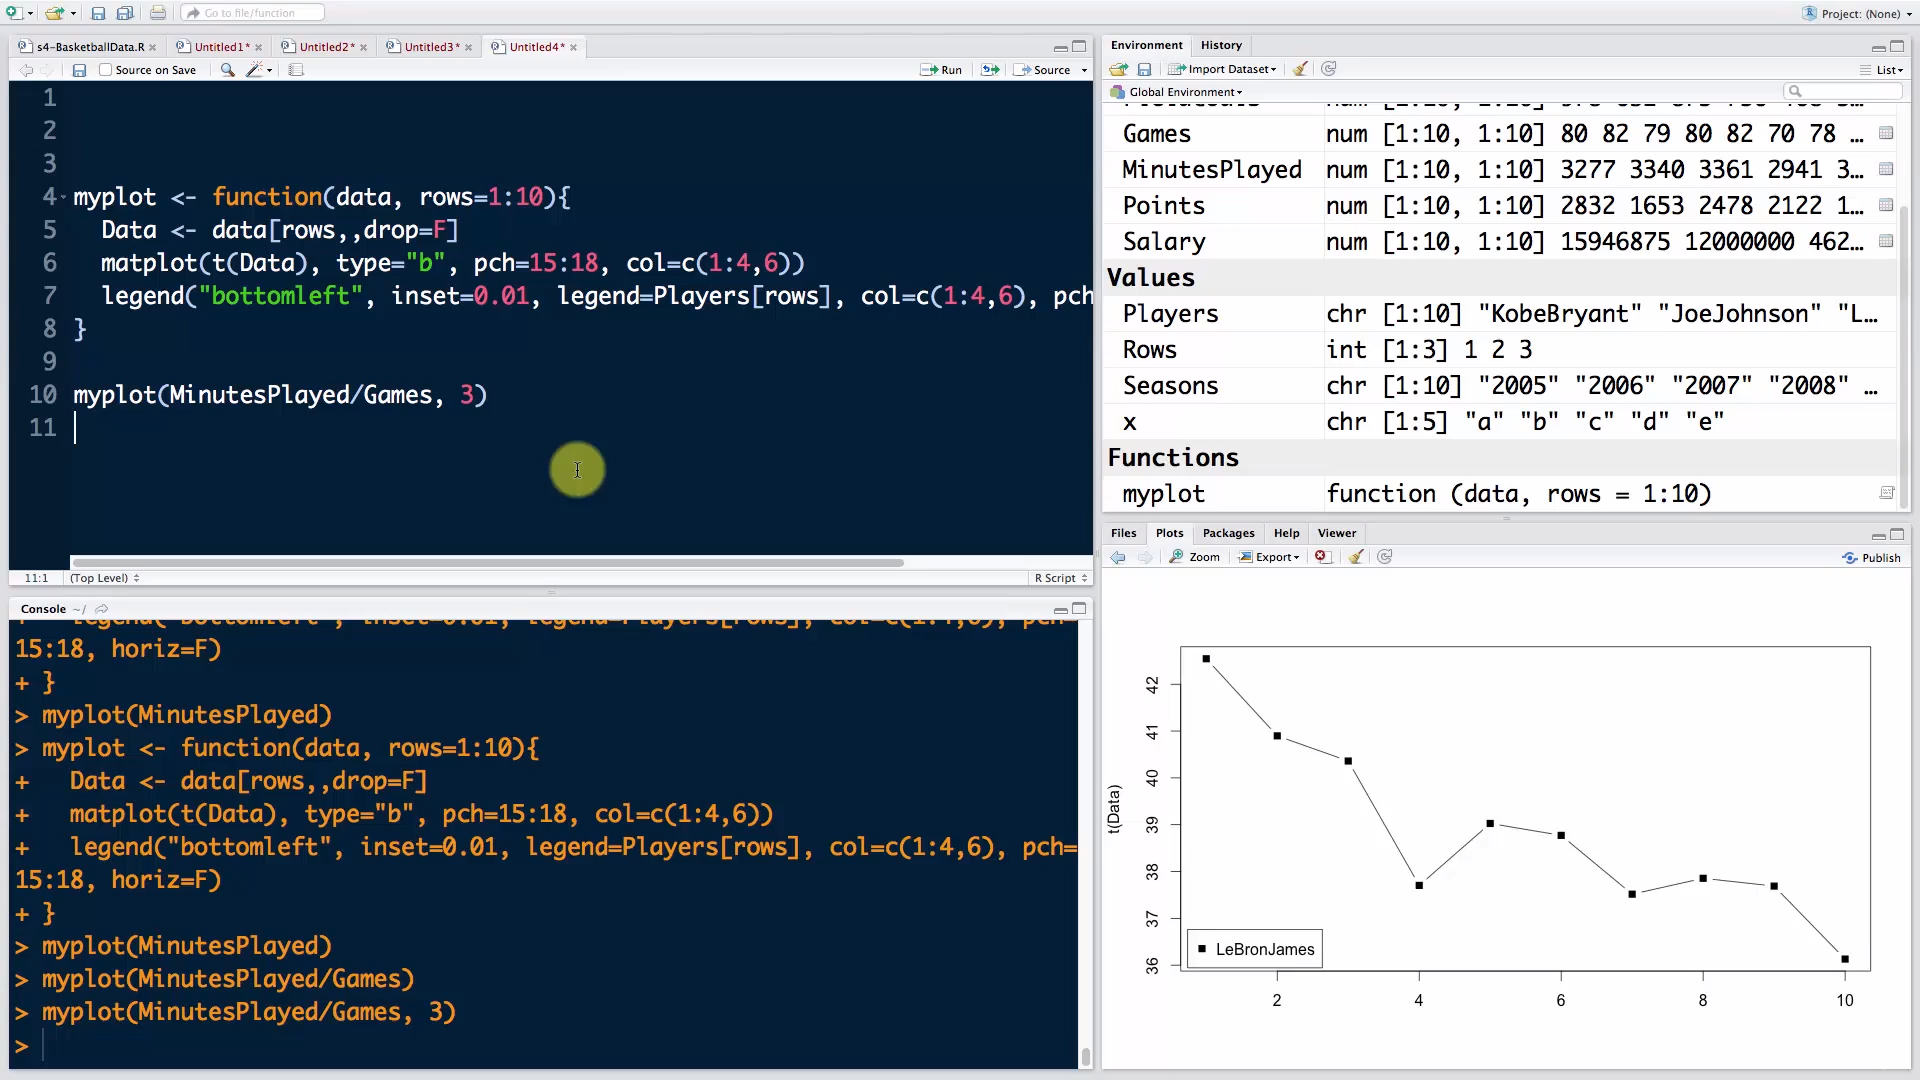 Go to file/function
Project: (None)
s4-BasketballData.R
Untitled1*
Untitled2*
Untitled3*
Untitled4*
Source on Save
Run
Source
1
2
3
4 myplot <- function(data, rows=1:10){
5   Data <- data[rows,,drop=F]
6   matplot(t(Data), type="b", pch=15:18, col=c(1:4,6))
7   legend("bottomleft", inset=0.01, legend=Players[rows], col=c(1:4,6), pch
8 }
9
10 myplot(MinutesPlayed/Games, 3)
11
11:1
(Top Level)
R Script
Console ~/
15:18, horiz=F)
+ }
> myplot(MinutesPlayed)
> myplot <- function(data, rows=1:10){
+   Data <- data[rows,,drop=F]
+   matplot(t(Data), type="b", pch=15:18, col=c(1:4,6))
+   legend("bottomleft", inset=0.01, legend=Players[rows], col=c(1:4,6), pch=
15:18, horiz=F)
+ }
> myplot(MinutesPlayed)
> myplot(MinutesPlayed/Games)
> myplot(MinutesPlayed/Games, 3)
>
Environment
History
Import Dataset
List
Global Environment
Games num [1:10, 1:10] 80 82 79 80 82 70 78 …
MinutesPlayed num [1:10, 1:10] 3277 3340 3361 2941 3…
Points num [1:10, 1:10] 2832 1653 2478 2122 1…
Salary num [1:10, 1:10] 15946875 12000000 462…
Values
Players chr [1:10] "KobeBryant" "JoeJohnson" "L…
Rows int [1:3] 1 2 3
Seasons chr [1:10] "2005" "2006" "2007" "2008" …
x chr [1:5] "a" "b" "c" "d" "e"
Functions
myplot function (data, rows = 1:10)
Files
Plots
Packages
Help
Viewer
Zoom
Export
Publish
t(Data)
42
41
40
39
38
37
36
LeBronJames
2
4
6
8
10